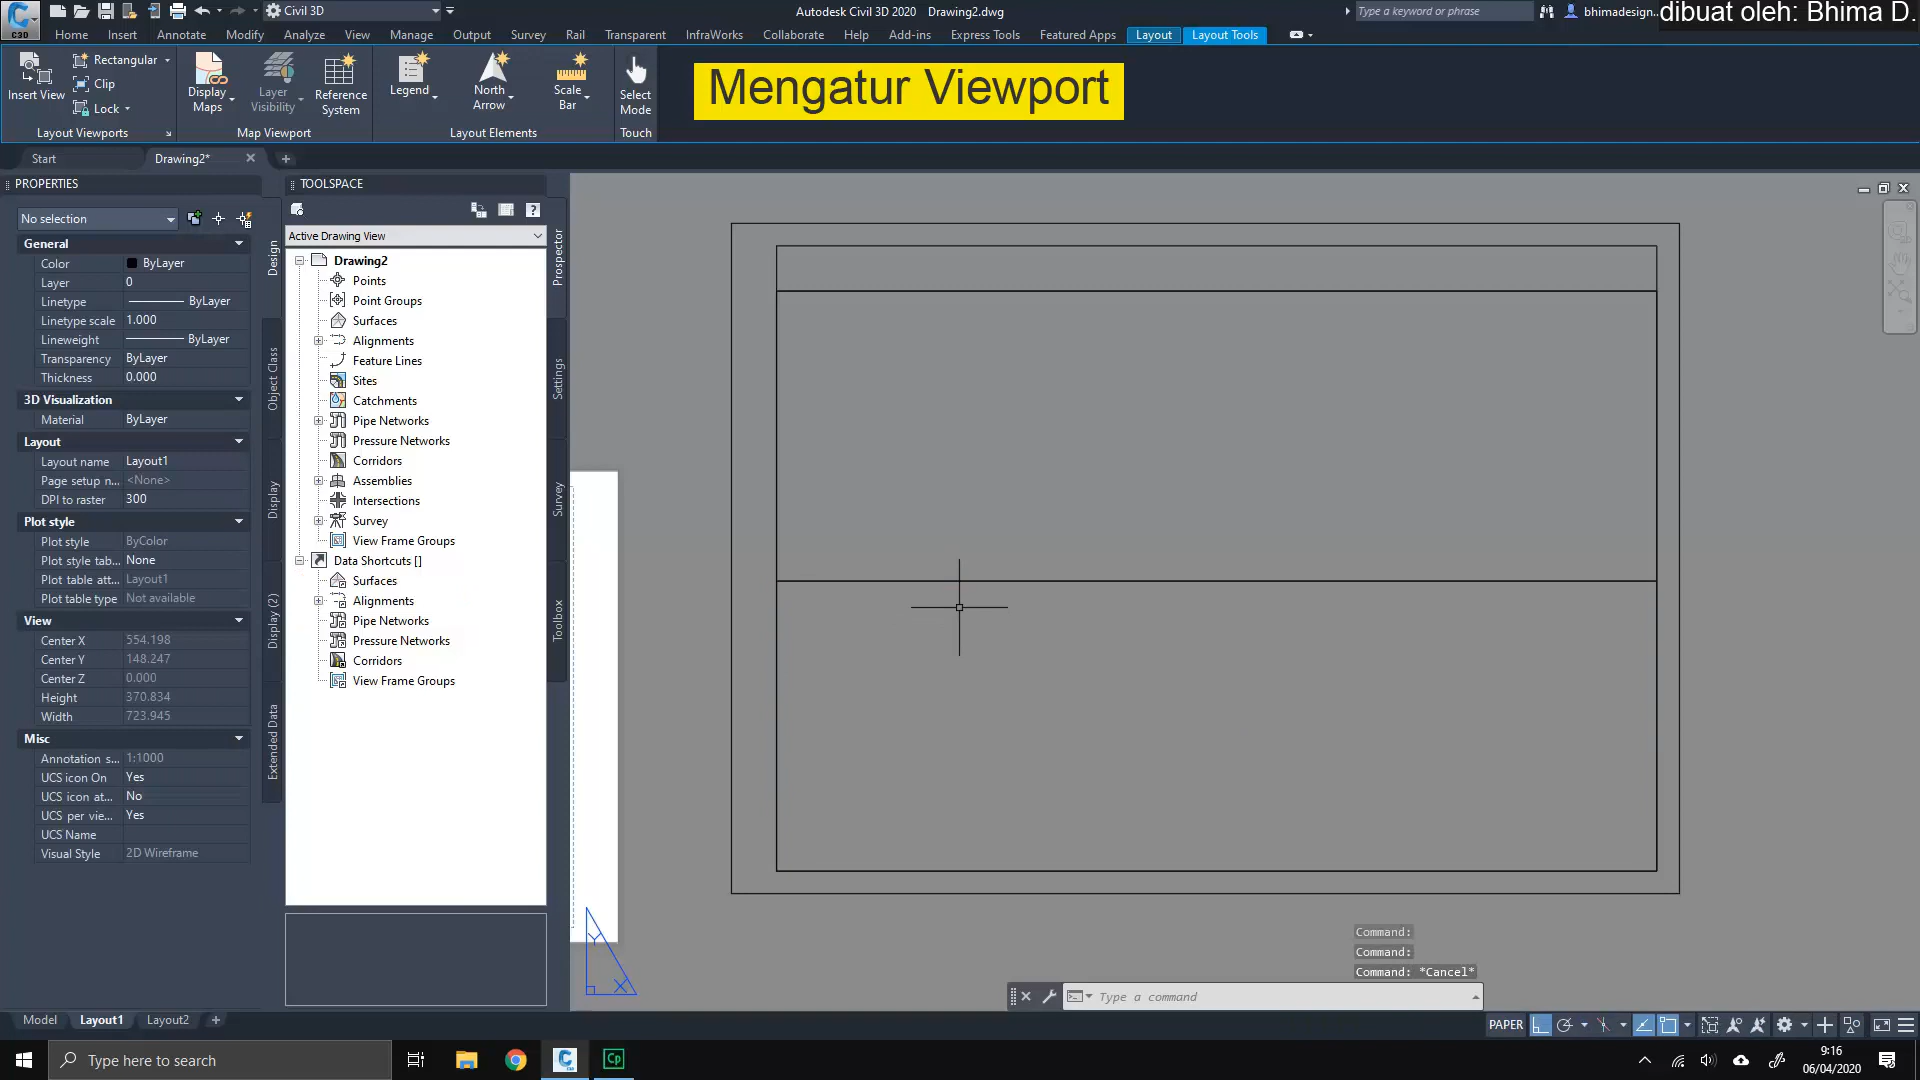 C3D
Civil 3D
Autodesk Civil 3D 2020 Drawing2.dwg
Type a keyword or phrase
bhimadesign...
dibuat oleh: Bhima D.
Home Insert Annotate Modify Analyze View Manage Output Survey Rail Transparent InfraWorks Collaborate Help Add-ins Express Tools Featured Apps Layout Layout Tools
Insert View
Rectangular
Clip
Lock
Layout Viewports
Display
Maps
Layer
Visibility
Reference
System
Map Viewport
Legend
North
Arrow
Scale
Bar
Layout Elements
Select
Mode
Touch
Mengatur Viewport
Start Drawing2*
PROPERTIES
No selection
General
Color ByLayer
Layer 0
Linetype ByLayer
Linetype scale 1.000
Lineweight ByLayer
Transparency ByLayer
Thickness 0.000
3D Visualization
Material ByLayer
Layout
Layout name Layout1
Page setup n... <None>
DPI to raster 300
Plot style
Plot style ByColor
Plot style tab... None
Plot table att... Layout1
Plot table type Not available
View
Center X 554.198
Center Y 148.247
Center Z 0.000
Height 370.834
Width 723.945
Misc
Annotation s... 1:1000
UCS icon On Yes
UCS icon at... No
UCS per vie... Yes
UCS Name
Visual Style 2D Wireframe
Design
Object Class
Display
Display (2)
Extended Data
TOOLSPACE
Active Drawing View
Drawing2
Points
Point Groups
Surfaces
Alignments
Feature Lines
Sites
Catchments
Pipe Networks
Pressure Networks
Corridors
Assemblies
Intersections
Survey
View Frame Groups
Data Shortcuts []
Surfaces
Alignments
Pipe Networks
Pressure Networks
Corridors
View Frame Groups
Prospector
Settings
Survey
Toolbox
Y
X
Command:
Command:
Command: *Cancel*
Type a command
Model Layout1 Layout2
PAPER
Type here to search
Cp
9:16
06/04/2020